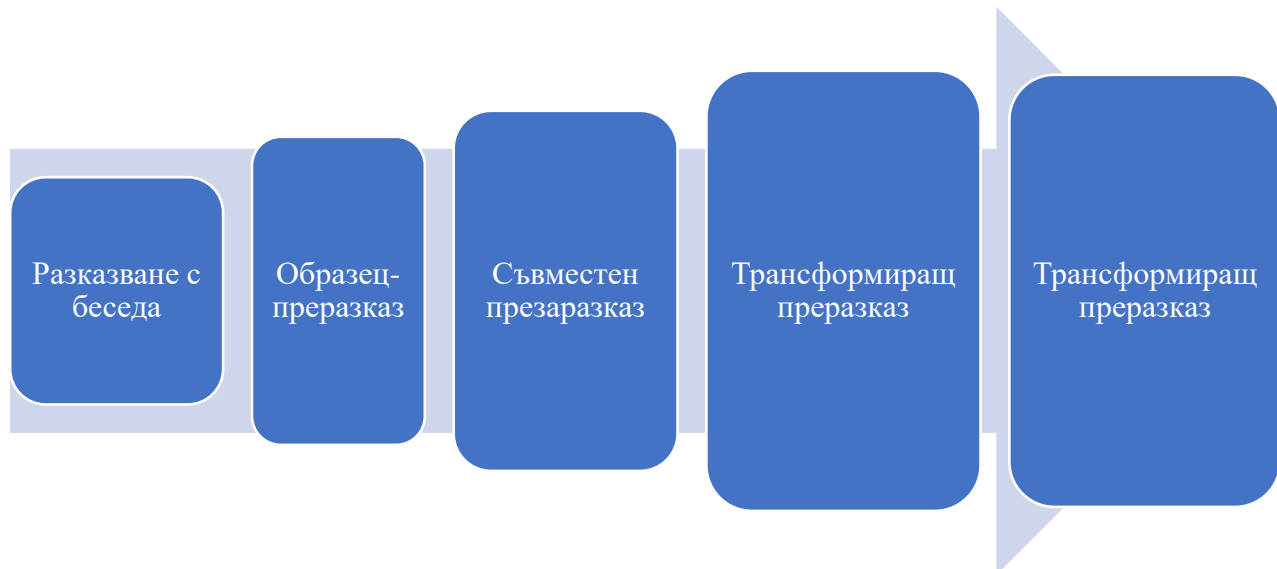 Разказване с
беседа
Образец-
преразказ
Съвместен
презаразказ
Трансформиращ
преразказ
Трансформиращ
преразказ